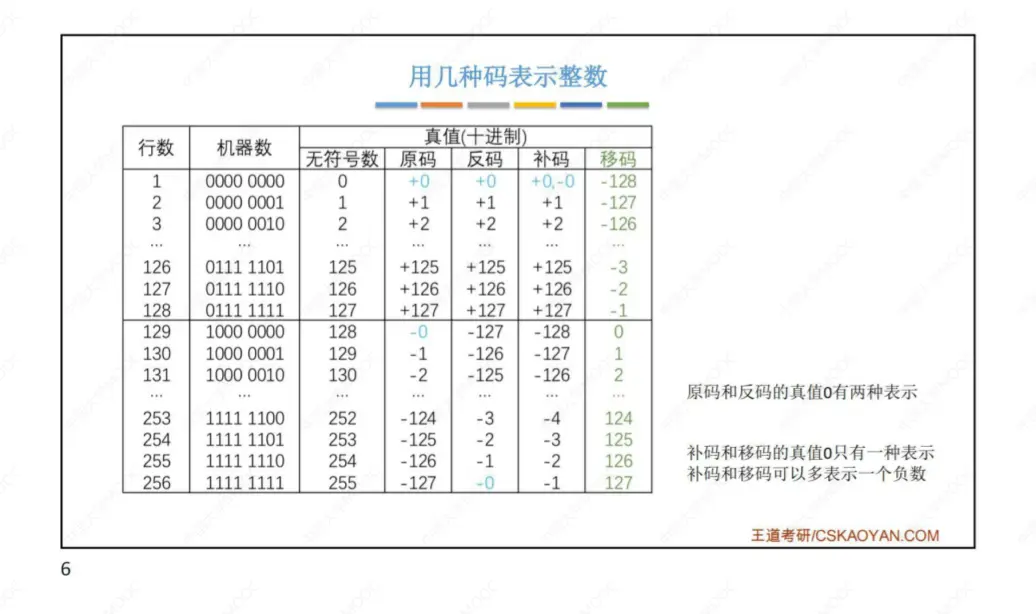 用几种码表示整数
行数 机器数 真值(十进制)
无符号数 原码 反码 补码 移码
1 0000 0000 0 +0 +0 +0,-0 -128
2 0000 0001 1 +1 +1 +1 -127
3 0000 0010 2 +2 +2 +2 -126
... ... ... ... ... ... ...
126 0111 1101 125 +125 +125 +125 -3
127 0111 1110 126 +126 +126 +126 -2
128 0111 1111 127 +127 +127 +127 -1
129 1000 0000 128 -0 -127 -128 0
130 1000 0001 129 -1 -126 -127 1
131 1000 0010 130 -2 -125 -126 2
... ... ... ... ... ... ...
253 1111 1100 252 -124 -3 -4 124
254 1111 1101 253 -125 -2 -3 125
255 1111 1110 254 -126 -1 -2 126
256 1111 1111 255 -127 -0 -1 127
原码和反码的真值0有两种表示
补码和移码的真值0只有一种表示
补码和移码可以多表示一个负数
王道考研/CSKAOYAN.COM
6